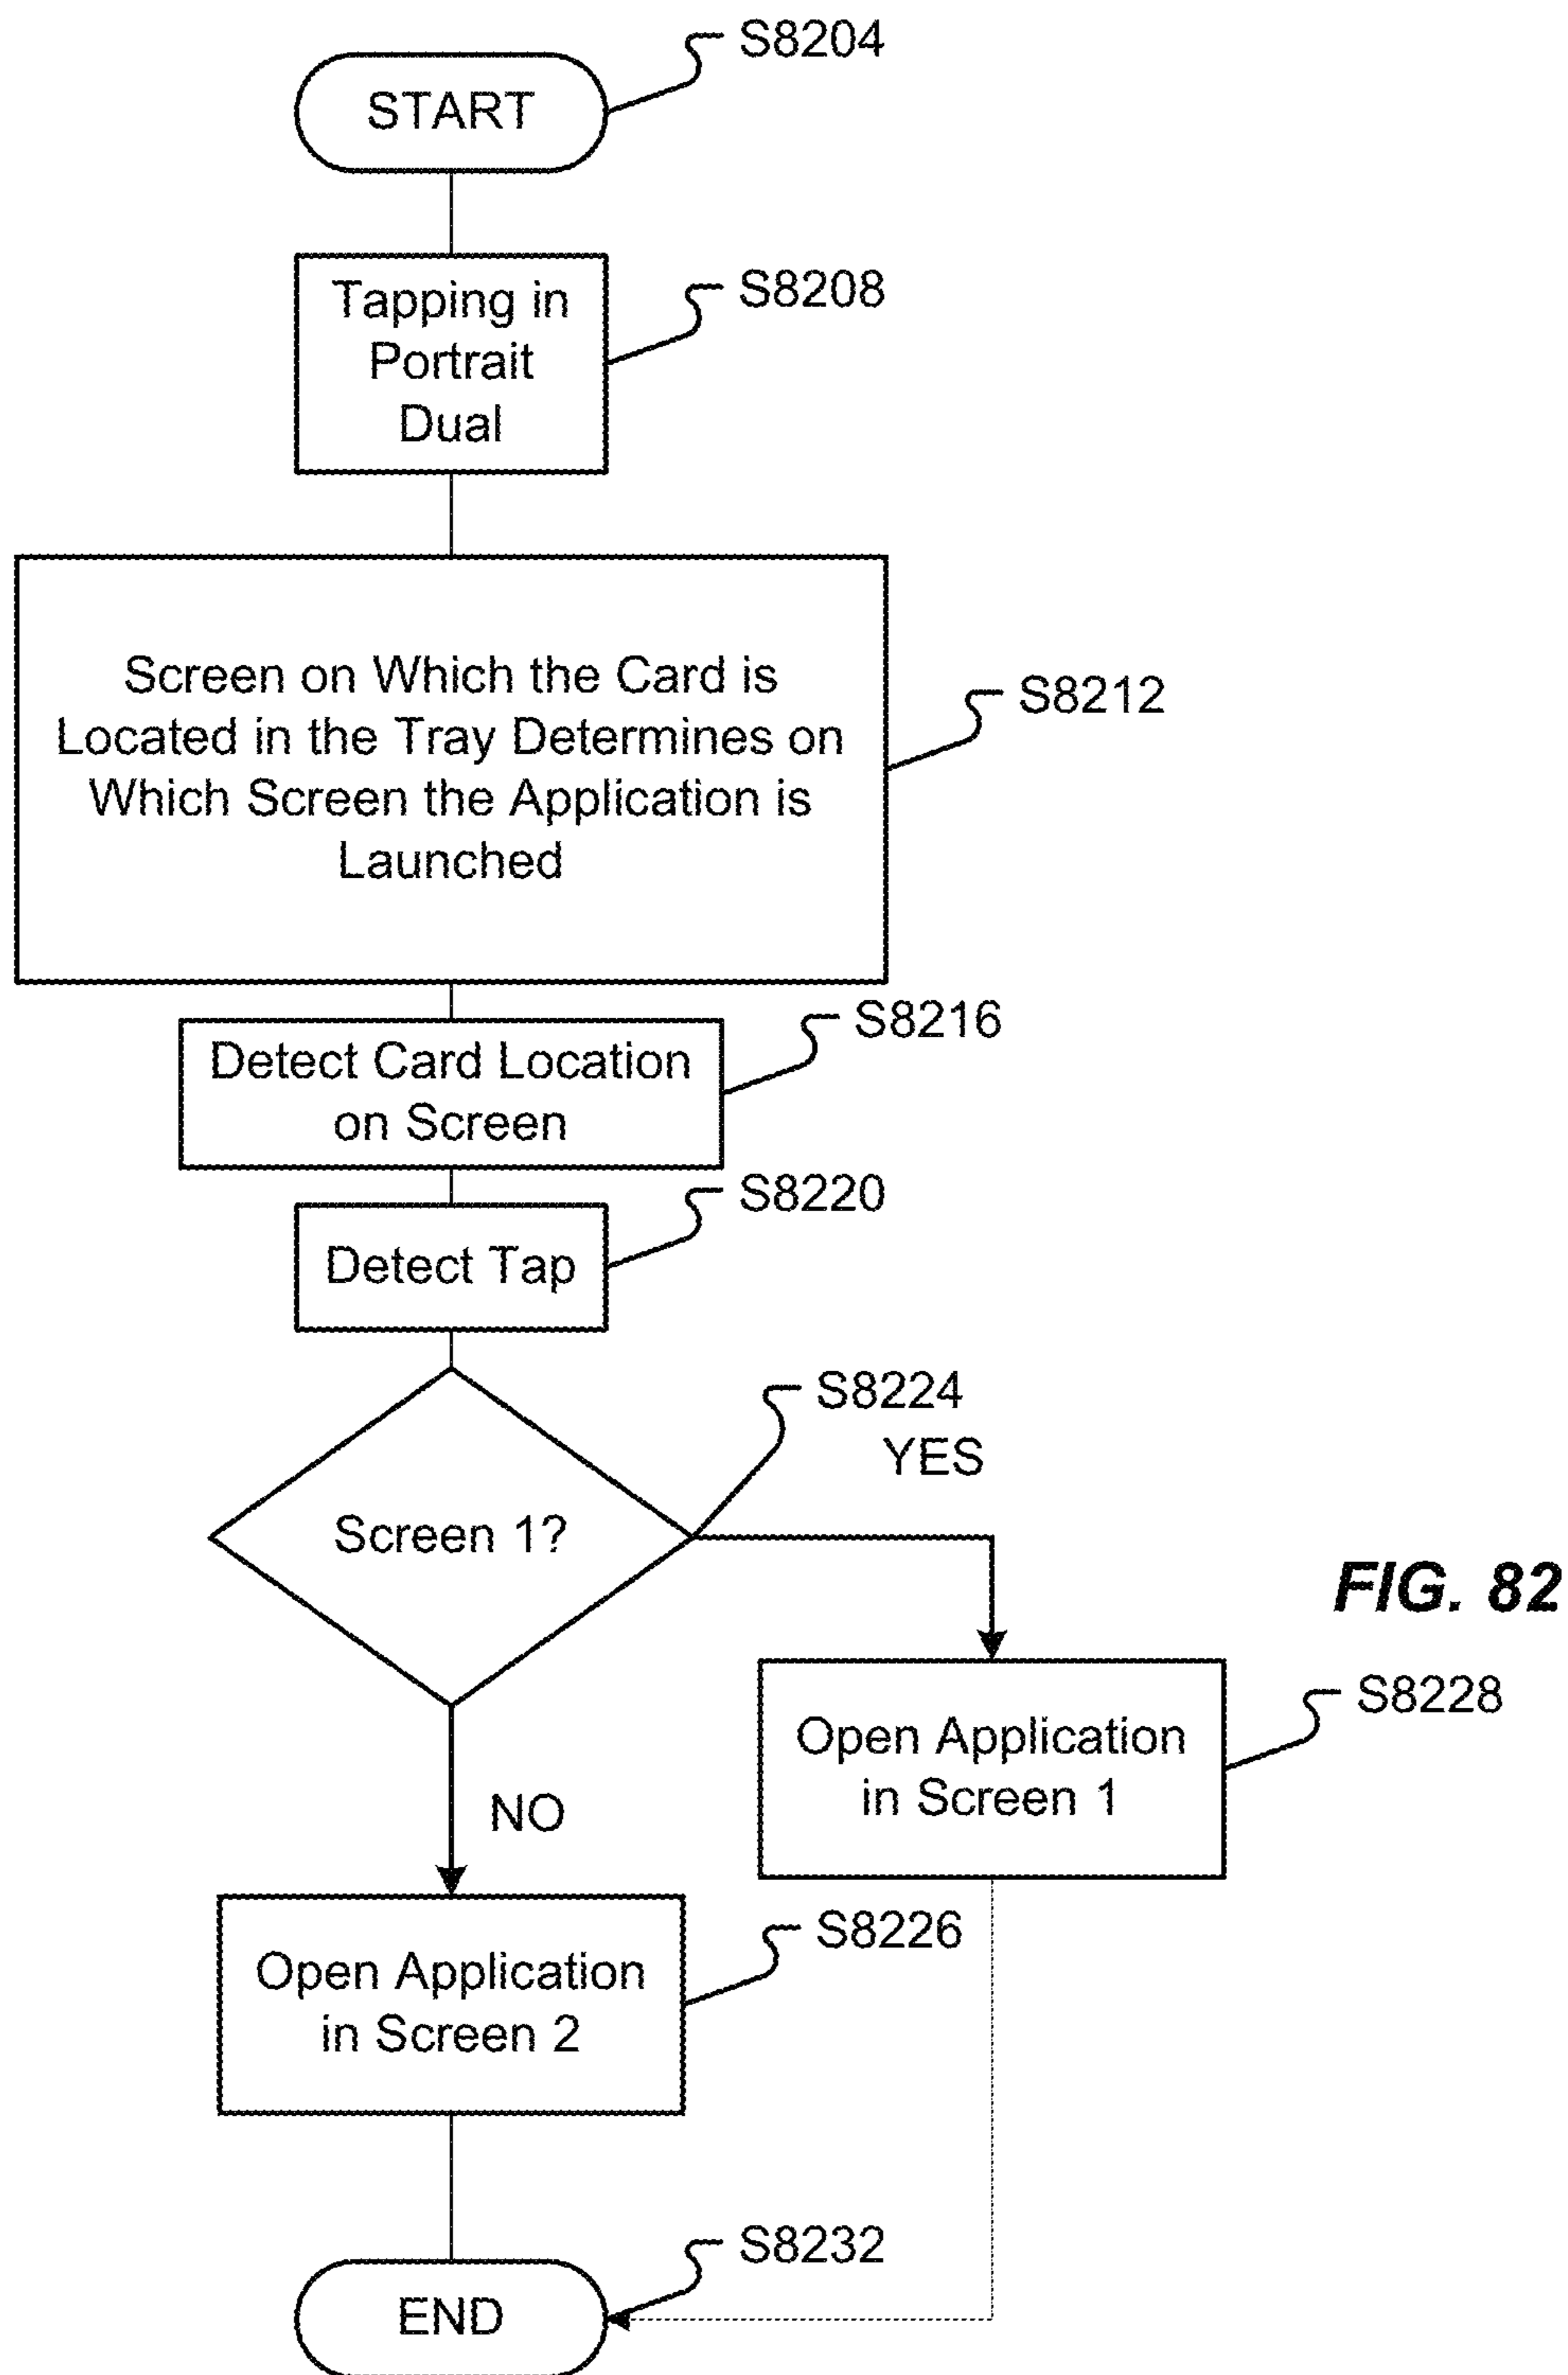 S8204
START
S8208
Tapping in
Portrait
Dual
Screen on Which the Card is
Located in the Tray Determines on
Which Screen the Application is
Launched
S8212
S8216
Detect Card Location
on Screen
S8220
Detect Tap
S8224
YES
Screen 1?
FIG. 82
S8228
Open Application
in Screen 1
NO
S8226
Open Application
in Screen 2
S8232
END